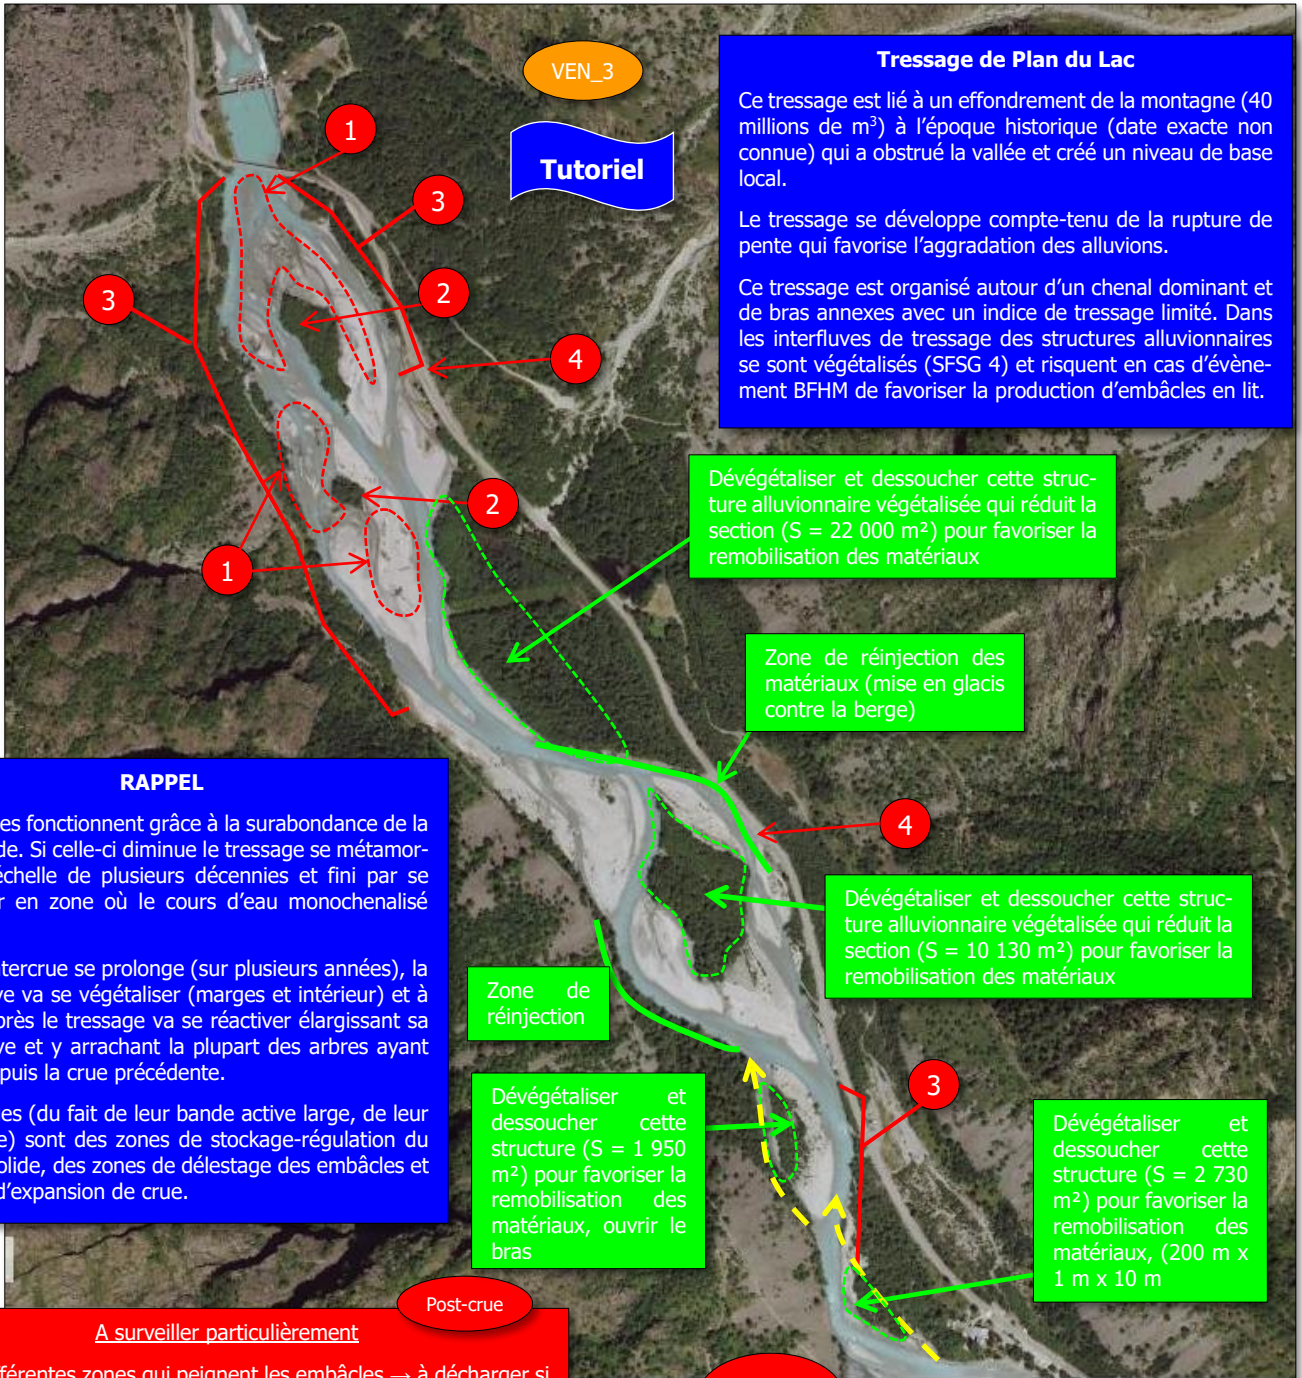 VEN_3
Tutoriel
Tressage de Plan du Lac
Ce tressage est lié à un effondrement de la montagne (40
millions de m³) à l’époque historique (date exacte non
connue) qui a obstrué la vallée et créé un niveau de base
local.
Le tressage se développe compte-tenu de la rupture de
pente qui favorise l’aggradation des alluvions.
Ce tressage est organisé autour d’un chenal dominant et
de bras annexes avec un indice de tressage limité. Dans
les interfluves de tressage des structures alluvionnaires
se sont végétalisés (SFSG 4) et risquent en cas d’évène-
ment BFHM de favoriser la production d’embâcles en lit.
1
3
2
3
4
2
1
Dévégétaliser et dessoucher cette struc-
ture alluvionnaire végétalisée qui réduit la
section (S = 22 000 m²) pour favoriser la
remobilisation des matériaux
Zone de réinjection des
matériaux (mise en glacis
contre la berge)
4
RAPPEL
es fonctionnent grâce à la surabondance de la
de. Si celle-ci diminue le tressage se métamor-
échelle de plusieurs décennies et fini par se
r en zone où le cours d’eau monochenalisé
ntercrue se prolonge (sur plusieurs années), la
ve va se végétaliser (marges et intérieur) et à
près le tressage va se réactiver élargissant sa
ve et y arrachant la plupart des arbres ayant
puis la crue précédente.
es (du fait de leur bande active large, de leur
e) sont des zones de stockage-régulation du
olide, des zones de délestage des embâcles et
d’expansion de crue.
Dévégétaliser et dessoucher cette struc-
ture alluvionnaire végétalisée qui réduit la
section (S = 10 130 m²) pour favoriser la
remobilisation des matériaux
Zone de
réinjection
3
Dévégétaliser et
dessoucher cette
structure (S = 1 950
m²) pour favoriser la
remobilisation des
matériaux, ouvrir le
bras
Dévégétaliser et
dessoucher cette
structure (S = 2 730
m²) pour favoriser la
remobilisation des
matériaux, (200 m x
1 m x 10 m
Post-crue
A surveiller particulièrement
fférentes zones qui peignent les embâcles → à décharger si